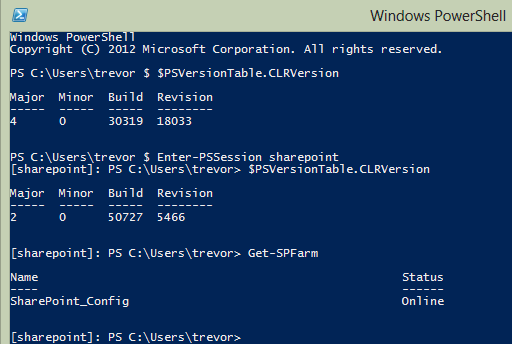 Windows PowerShell
Windows PowerShell
Copyright (C) 2012 Microsoft Corporation. All rights reserved.
PS C:\Users\trevor $ $PSVersionTable.CLRVersion
Major  Minor  Build  Revision
-----  -----  -----  --------
4      0      30319  18033
PS C:\Users\trevor $ Enter-PSSession sharepoint
[sharepoint]: PS C:\Users\trevor> $PSVersionTable.CLRVersion
Major  Minor  Build  Revision
-----  -----  -----  --------
2      0      50727  5466
[sharepoint]: PS C:\Users\trevor> Get-SPFarm
Name                                                    Status
----                                                    ------
SharePoint_Config                                       Online
[sharepoint]: PS C:\Users\trevor>